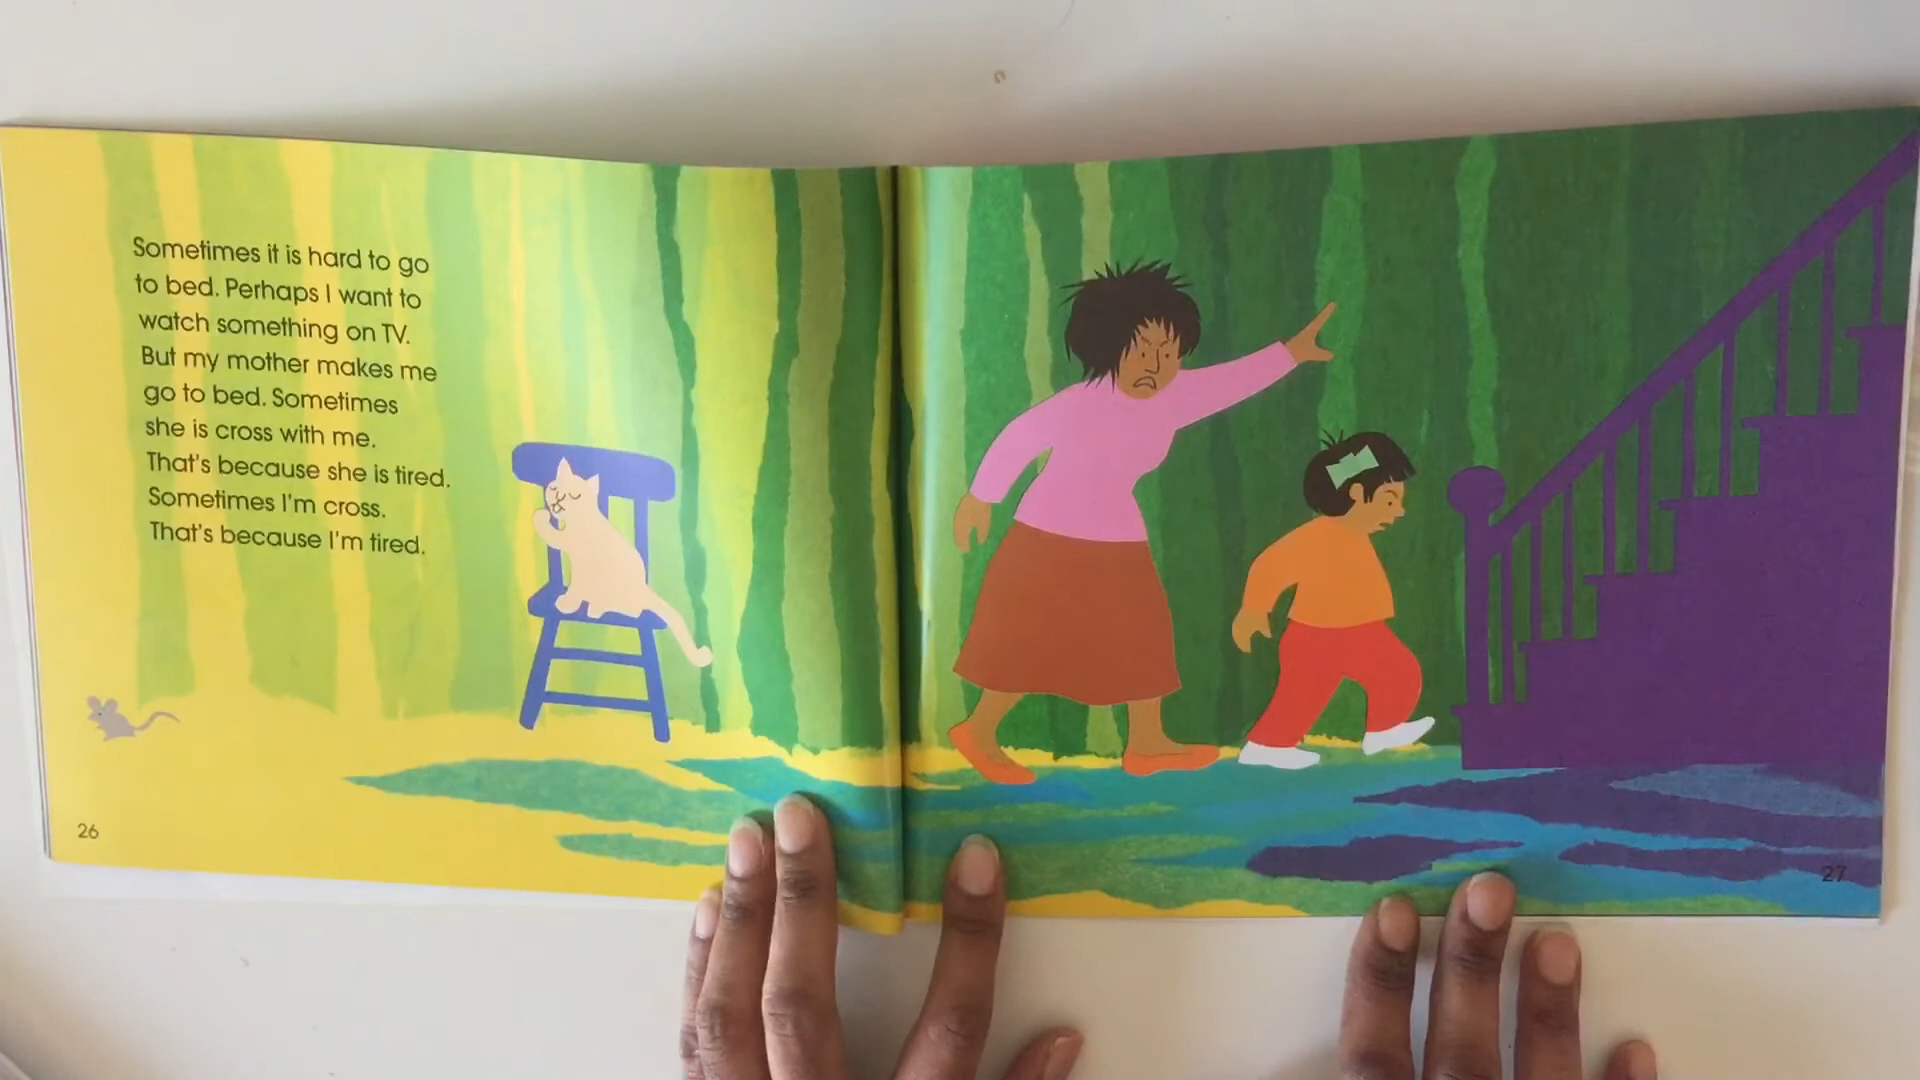 Sometimes it is hard to go
to bed. Perhaps I want to
watch something on TV.
But my mother makes me
go to bed. Sometimes
she is cross with me.
That's because she is tired.
Sometimes I'm cross.
That's because I'm tired.
26
27